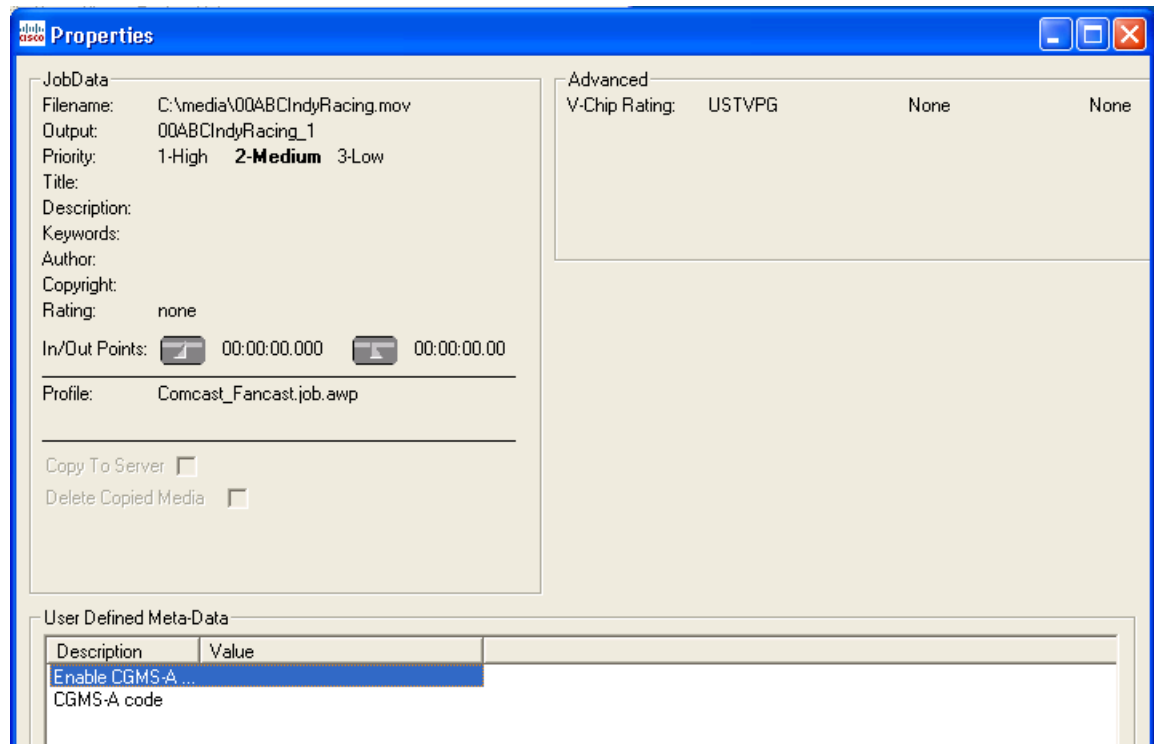 CISCO Properties
JobData
Filename: C:\media\00ABCIndyRacing.mov
Output: 00ABCIndyRacing_1
Priority: 1-High 2-Medium 3-Low
Title:
Description:
Keywords:
Author:
Copyright:
Rating: none
In/Out Points: 00:00:00.000 00:00:00.00
Profile: Comcast_Fancast.job.awp
Copy To Server
Delete Copied Media
Advanced
V-Chip Rating: USTVPG None None
User Defined Meta-Data
Description Value
Enable CGMS-A ...
CGMS-A code